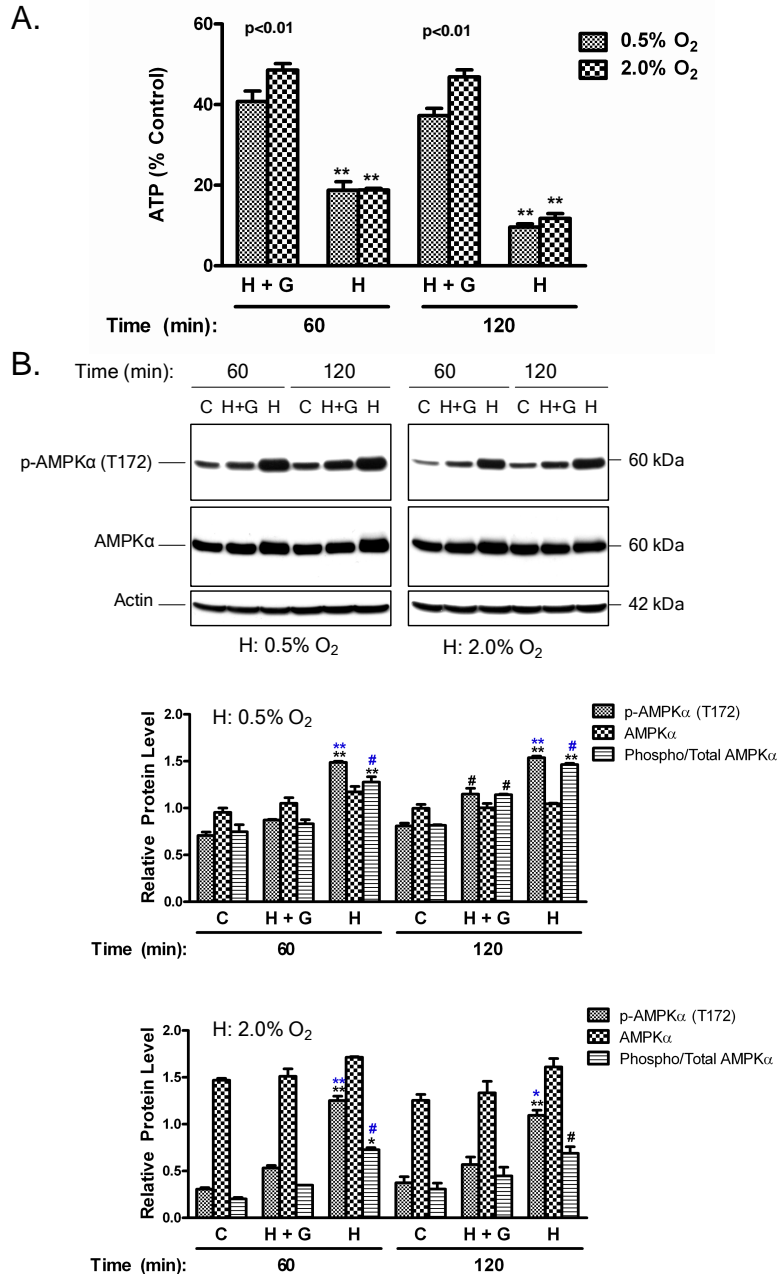 A.
60
p<0.01
p<0.01
0.5% O2
2.0% O2
40
ATP (% Control)
20
** **
** **
0
H + G H H + G H
Time (min): 60 120
B.
Time (min): 60 120 60 120
C H+G H C H+G H C H+G H C H+G H
p-AMPKα (T172) 60 kDa
AMPKα 60 kDa
Actin 42 kDa
H: 0.5% O2 H: 2.0% O2
2.0
H: 0.5% O2
p-AMPKα (T172)
AMPKα
Phospho/Total AMPKα
Relative Protein Level
** **
** # ** #
1.5
** **
# #
1.0
0.5
0.0
C H + G H C H + G H
Time (min): 60 120
2.0
H: 2.0% O2
p-AMPKα (T172)
AMPKα
Phospho/Total AMPKα
Relative Protein Level
1.5
** *
** **
1.0
# #
*
0.5
0.0
C H + G H C H + G H
Time (min): 60 120